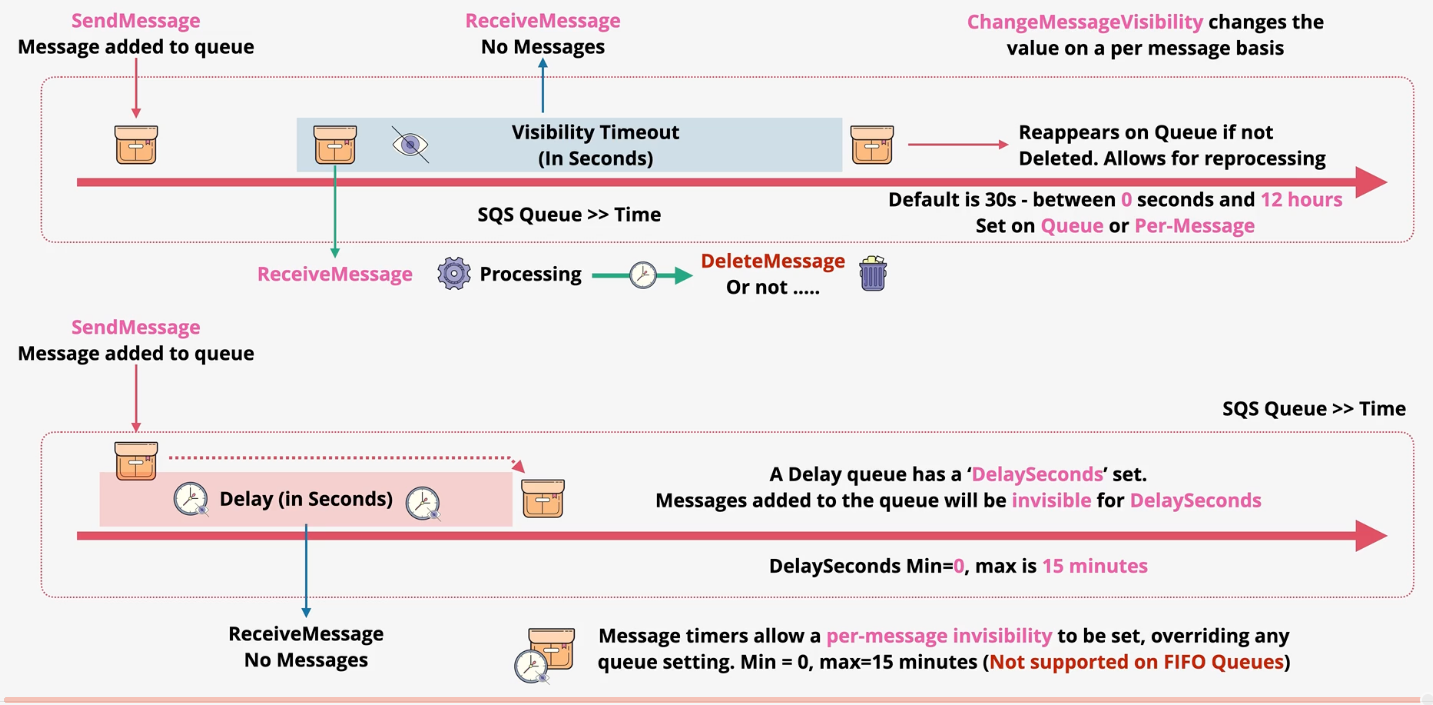 SendMessage
Message added to queue
ReceiveMessage
No Messages
ChangeMessageVisibility changes the
value on a per message basis
Visibility Timeout
(In Seconds)
Reappears on Queue if not
Deleted. Allows for reprocessing
SQS Queue >> Time
Default is 30s - between 0 seconds and 12 hours
Set on Queue or Per-Message
ReceiveMessage
Processing
DeleteMessage
Or not .....
SendMessage
Message added to queue
SQS Queue >> Time
Delay (in Seconds)
A Delay queue has a ‘DelaySeconds’ set.
Messages added to the queue will be invisible for DelaySeconds
DelaySeconds Min=0, max is 15 minutes
ReceiveMessage
No Messages
Message timers allow a per-message invisibility to be set, overriding any
queue setting. Min = 0, max=15 minutes (Not supported on FIFO Queues)